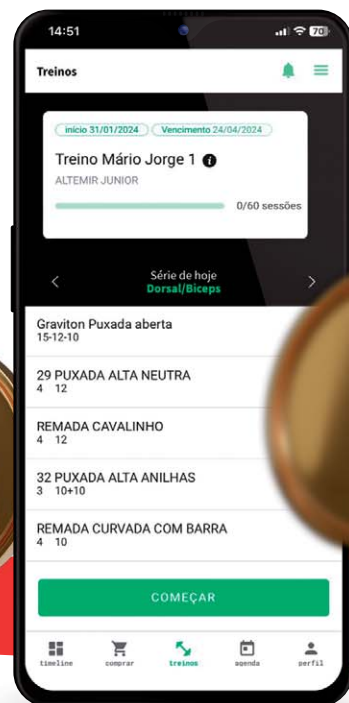 14:51
70
Treinos
início 31/01/2024 Vencimento 24/04/2024
Treino Mário Jorge 1
ALTEMIR JUNIOR
0/60 sessões
Série de hoje
Dorsal/Biceps
Graviton Puxada aberta
15-12-10
29 PUXADA ALTA NEUTRA
4 12
REMADA CAVALINHO
4 12
32 PUXADA ALTA ANILHAS
3 10+10
REMADA CURVADA COM BARRA
4 10
COMEÇAR
timeline comprar treinos agenda perfil